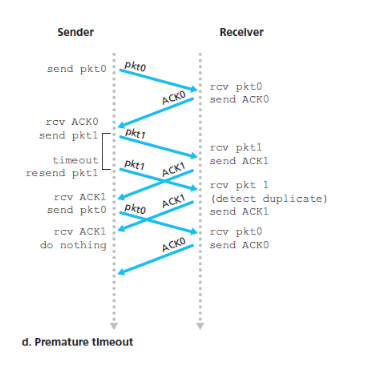 Sender Receiver
send pkt0
pkt0
rcv pkt0
send ACK0
ACK0
rcv ACK0
send pkt1
pkt1
rcv pkt1
send ACK1
timeout
resend pkt1
pkt1
ACK1
rcv pkt 1
(detect duplicate)
send ACK1
rcv ACK1
send pkt0
pkt0
ACK1
rcv ACK1
do nothing
rcv pkt0
send ACK0
ACK0
d. Premature timeout